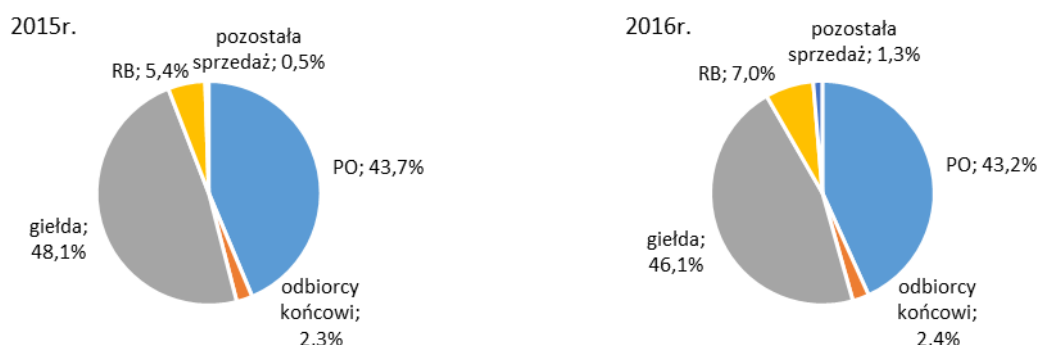 2015r.
pozostała
sprzedaż; 0,5%
RB; 5,4%
PO; 43,7%
giełda;
48,1%
odbiorcy
końcowi;
2,3%
2016r.
pozostała
sprzedaż; 1,3%
RB; 7,0%
PO; 43,2%
giełda;
46,1%
odbiorcy
końcowi;
2,4%